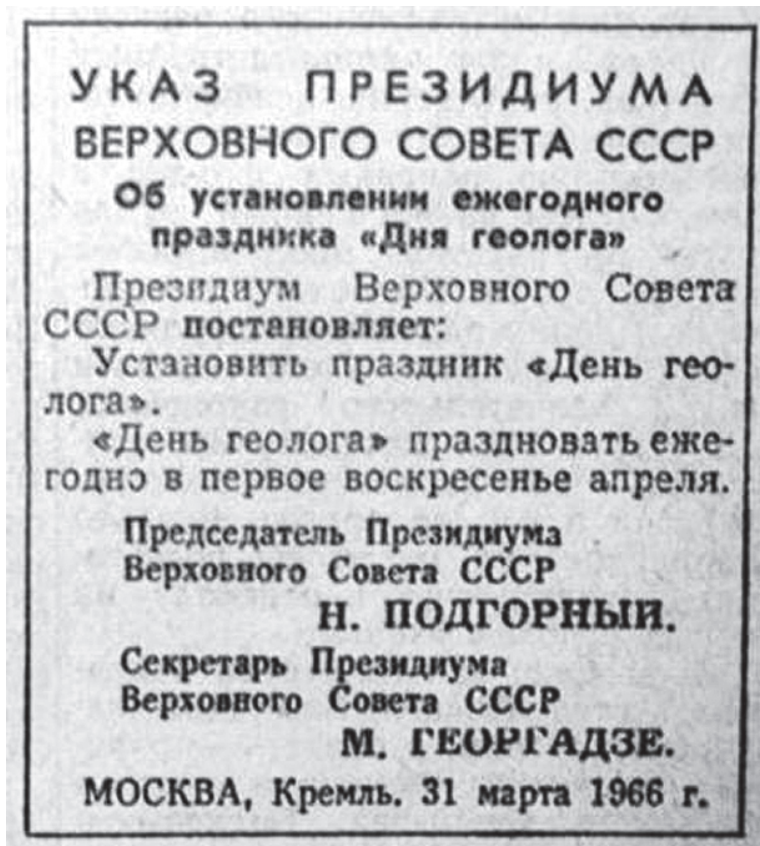 УКАЗ ПРЕЗИДИУМА
ВЕРХОВНОГО СОВЕТА СССР
Об установлении ежегодного
праздника «Дня геолога»
Президиум Верховного Совета
СССР постановляет:
Установить праздник «День гео-
лога».
«День геолога» праздновать еже-
годно в первое воскресенье апреля.
Председатель Президиума
Верховного Совета СССР
Н. ПОДГОРНЫЙ.
Секретарь Президиума
Верховного Совета СССР
М. ГЕОРГАДЗЕ.
МОСКВА, Кремль. 31 марта 1966 г.